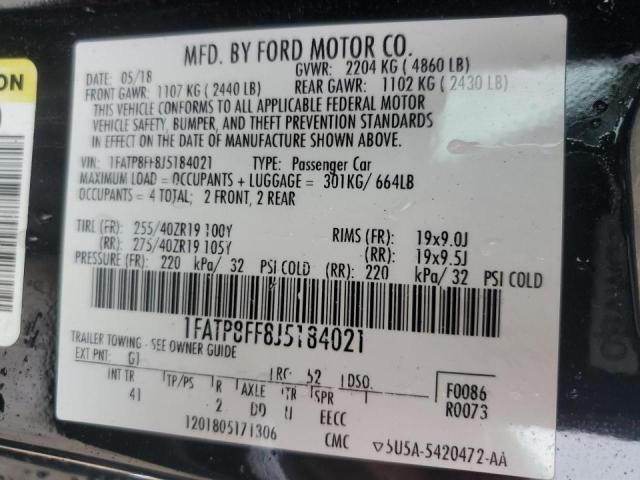 ON
MFD. BY FORD MOTOR CO.
DATE: 05/18 GVWR: 2204 KG ( 4860 LB)
FRONT GAWR: 1107 KG ( 2440 LB) REAR GAWR: 1102 KG ( 2430 LB)
THIS VEHICLE CONFORMS TO ALL APPLICABLE FEDERAL MOTOR
VEHICLE SAFETY, BUMPER, AND THEFT PREVENTION STANDARDS
IN EFFECT ON THE DATE OF MANUFACTURE SHOWN ABOVE.
VIN: 1FATP8FF8J5184021 TYPE: Passenger Car
MAXIMUM LOAD = OCCUPANTS + LUGGAGE = 301KG/ 664LB
OCCUPANTS = 4 TOTAL; 2 FRONT, 2 REAR
TIRE (FR): 255/40ZR19 100Y RIMS (FR): 19x9.0J
(RR): 275/40ZR19 105Y (RR): 19x9.5J
PRESSURE (FR): 220 kPa/ 32 PSI COLD (RR): 220 kPa/ 32 PSI COLD
1FATP8FF8J5184021
TRAILER TOWING - SEE OWNER GUIDE
EXT PNT: G1 RC: 52 DSO: F0086
INT TR TP/PS R AXLE TR SPR R0073
41 2 U EECC
1201805171306 CMC 5U5A-5420472-AA